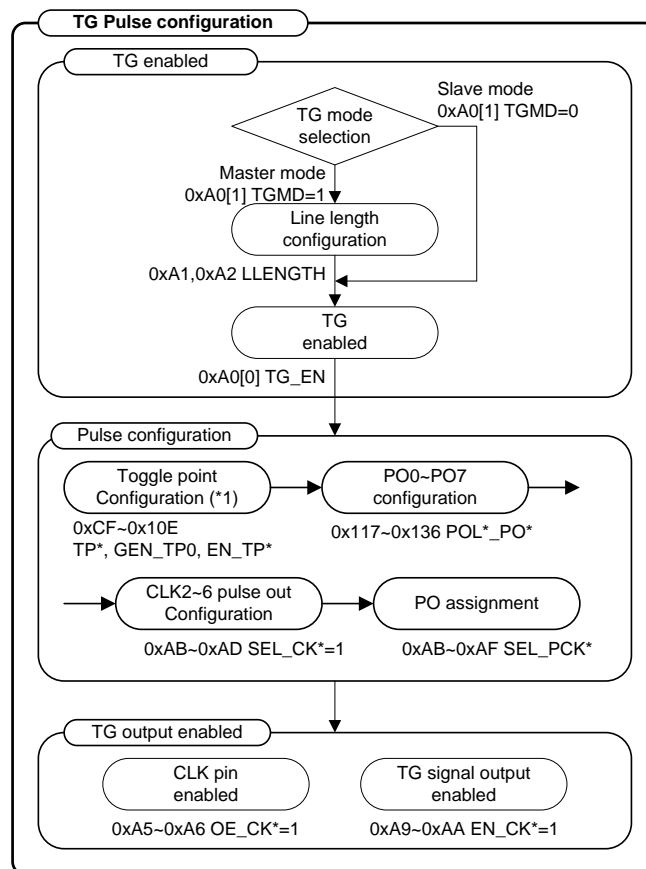 TG Pulse configuration
TG enabled
Slave mode
0xA0[1] TGMD=0
TG mode
selection
Master mode
0xA0[1] TGMD=1
Line length
configuration
0xA1,0xA2 LLENGTH
TG
enabled
0xA0[0] TG_EN
Pulse configuration
Toggle point
Configuration (*1)
0xCF~0x10E
TP*, GEN_TP0, EN_TP*
PO0~PO7
configuration
0x117~0x136 POL*_PO*
CLK2~6 pulse out
Configuration
0xAB~0xAD SEL_CK*=1
PO assignment
0xAB~0xAF SEL_PCK*
TG output enabled
CLK pin
enabled
0xA5~0xA6 OE_CK*=1
TG signal output
enabled
0xA9~0xAA EN_CK*=1